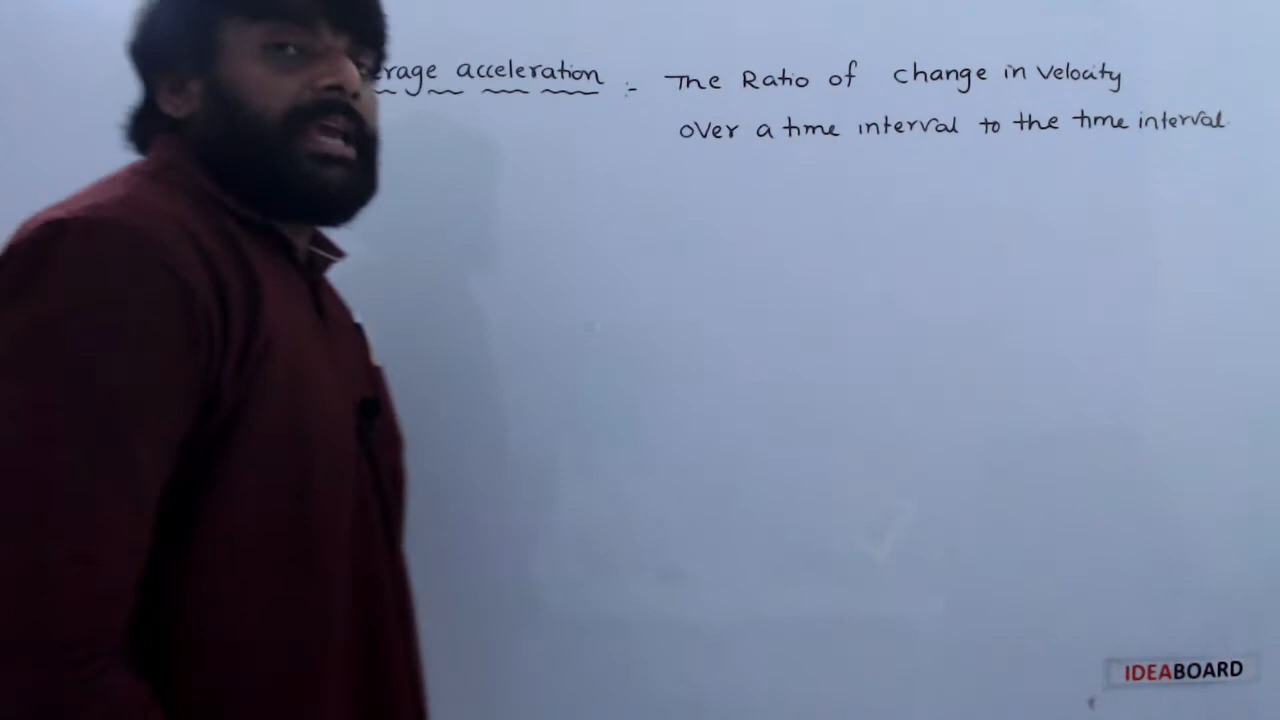 erage acceleration :- The Ratio of change in velocity
over a time interval to the time interval
IDEABOARD